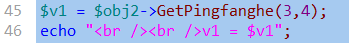 45 $v1 = $obj2->GetPingfanghe(3,4);
46 echo "<br /><br />v1 = $v1";